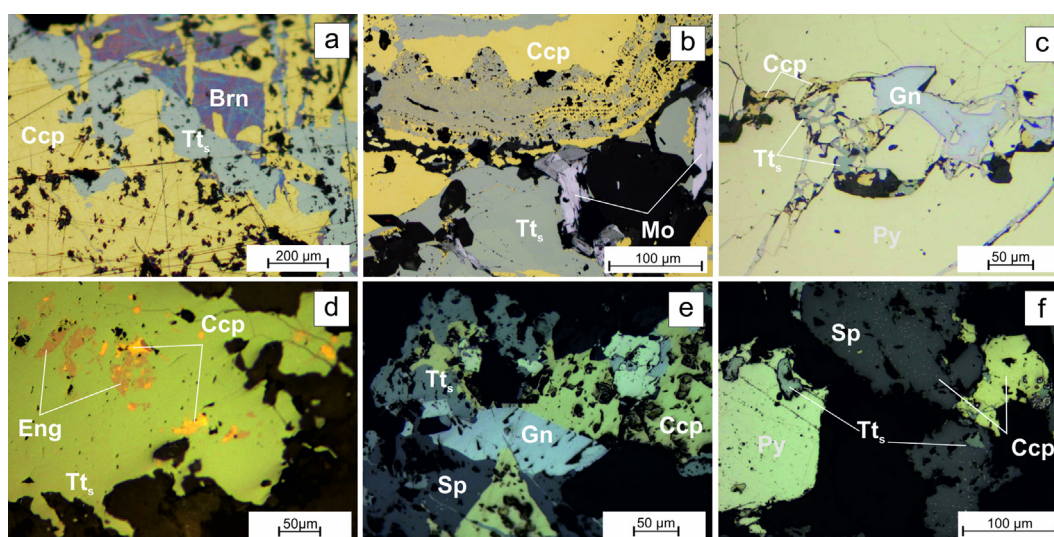 a
Brn
Ccp
Tts
200 µm
b
Ccp
Tts
Mo
100 µm
c
Ccp
Gn
Tts
Py
50 µm
d
Ccp
Eng
Tts
50µm
e
Tts
Gn
Ccp
Sp
50 µm
f
Sp
Tts
Py
Ccp
100 µm